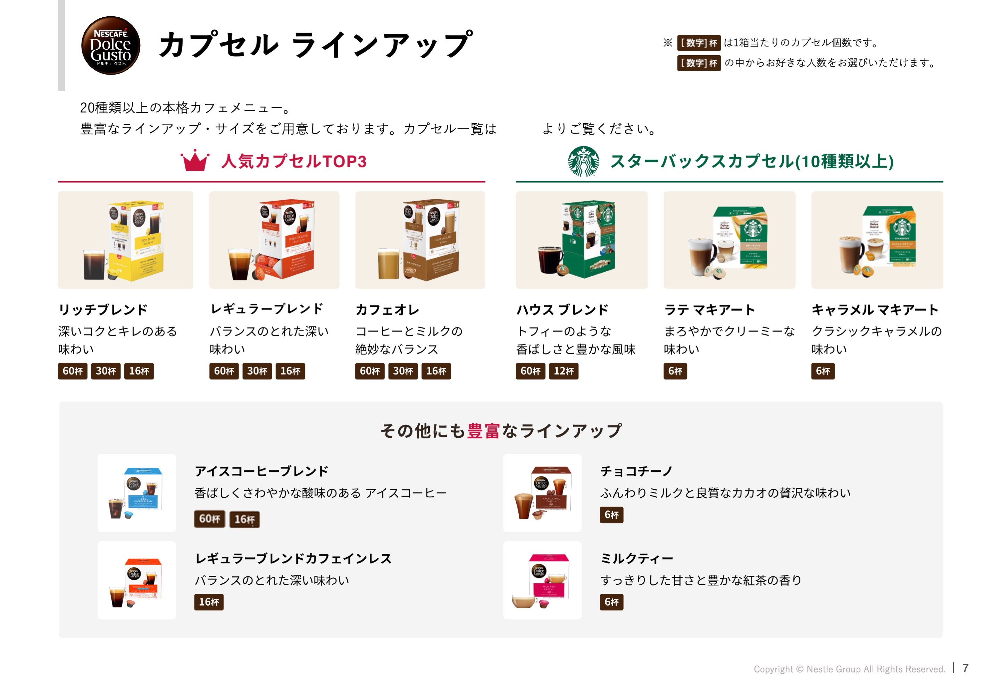 NESCAFÉ
Dolce
Gusto
ドルチェ グスト
カプセル ラインアップ
※ [数字]杯 は1箱当たりのカプセル個数です。
[数字]杯 の中からお好きな入数をお選びいただけます。
20種類以上の本格カフェメニュー。
豊富なラインアップ・サイズをご用意しております。カプセル一覧は よりご覧ください。
人気カプセルTOP3
リッチブレンド
深いコクとキレのある
味わい
60杯 30杯 16杯
レギュラーブレンド
バランスのとれた深い
味わい
60杯 30杯 16杯
カフェオレ
コーヒーとミルクの
絶妙なバランス
60杯 30杯 16杯
スターバックスカプセル(10種類以上)
ハウス ブレンド
トフィーのような
香ばしさと豊かな風味
60杯 12杯
ラテ マキアート
まろやかでクリーミーな
味わい
6杯
キャラメル マキアート
クラシックキャラメルの
味わい
6杯
その他にも豊富なラインアップ
アイスコーヒーブレンド
香ばしくさわやかな酸味のある アイスコーヒー
60杯 16杯
チョコチーノ
ふんわりミルクと良質なカカオの贅沢な味わい
6杯
レギュラーブレンドカフェインレス
バランスのとれた深い味わい
16杯
ミルクティー
すっきりした甘さと豊かな紅茶の香り
6杯
Copyright © Nestle Group All Rights Reserved. | 7